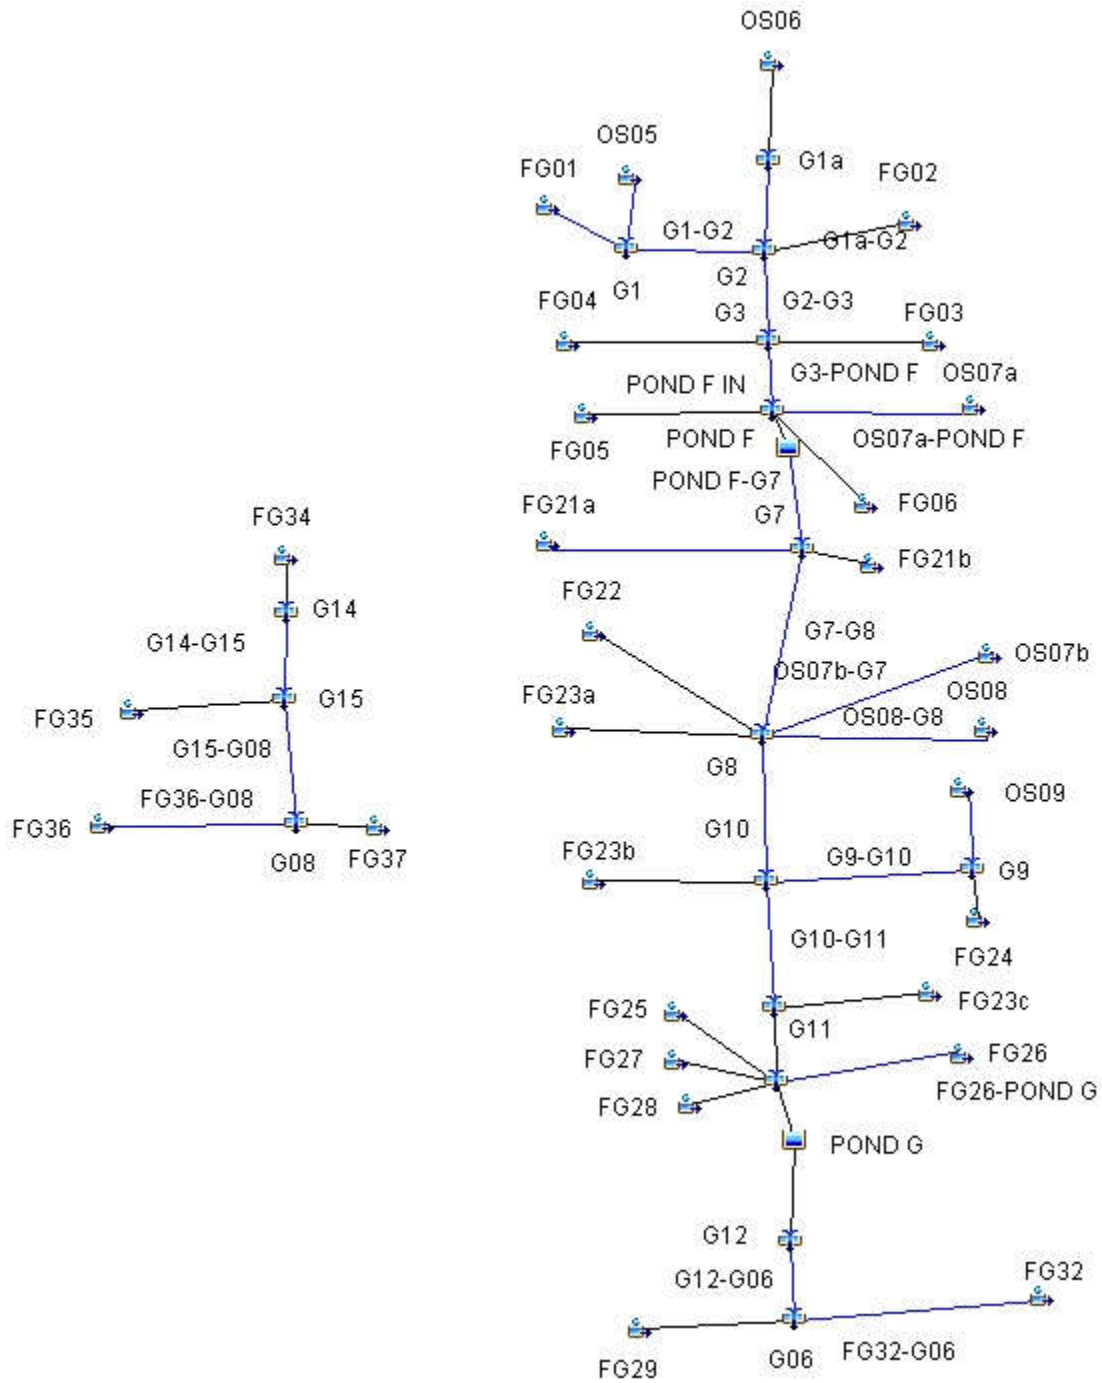 OS06
OS05
FG01
G1a
FG02
G1-G2
G1a-G2
G2
G1
FG04
G3
G2-G3
FG03
G3-POND F
OS07a
POND F IN
FG05
POND F
OS07a-POND F
POND F-G7
FG06
FG21a
G7
FG34
FG21b
FG22
G14
G7-G8
G14-G15
OS07b
OS07b-G7
FG23a
OS08
G15
FG35
OS08-G8
G15-G08
G8
FG36-G08
OS09
FG36
G10
G08
FG37
FG23b
G9-G10
G9
G10-G11
FG24
FG25
FG23c
G11
FG27
FG26
FG28
FG26-POND G
POND G
G12
G12-G06
FG32
FG29
G06
FG32-G06